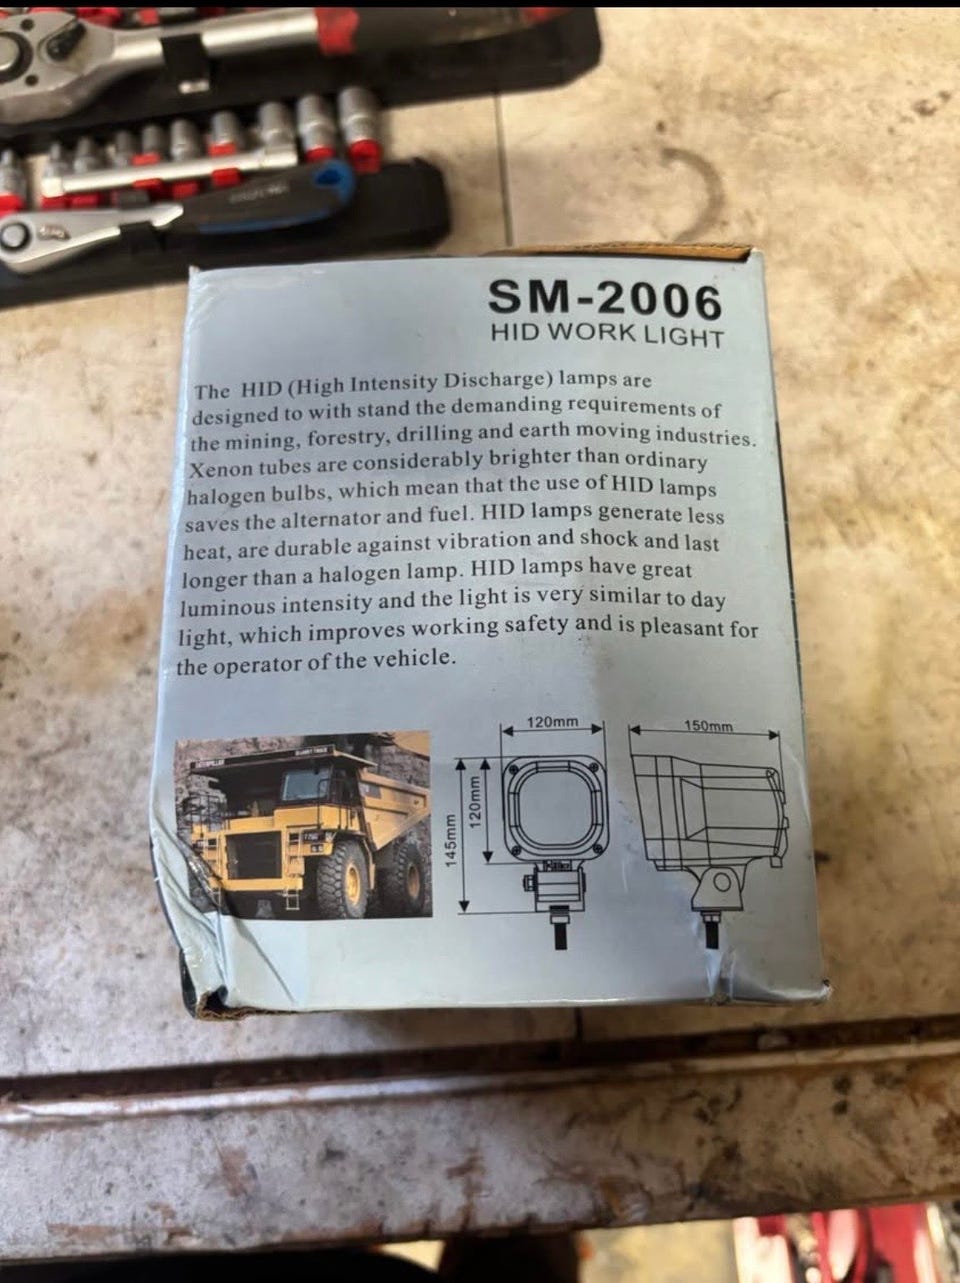 SM-2006
HID WORK LIGHT
The HID (High Intensity Discharge) lamps are
designed to with stand the demanding requirements of
the mining, forestry, drilling and earth moving industries.
Xenon tubes are considerably brighter than ordinary
halogen bulbs, which mean that the use of HID lamps
saves the alternator and fuel. HID lamps generate less
heat, are durable against vibration and shock and last
longer than a halogen lamp. HID lamps have great
luminous intensity and the light is very similar to day
light, which improves working safety and is pleasant for
the operator of the vehicle.
120mm
150mm
120mm
145mm
CATERPILLAR